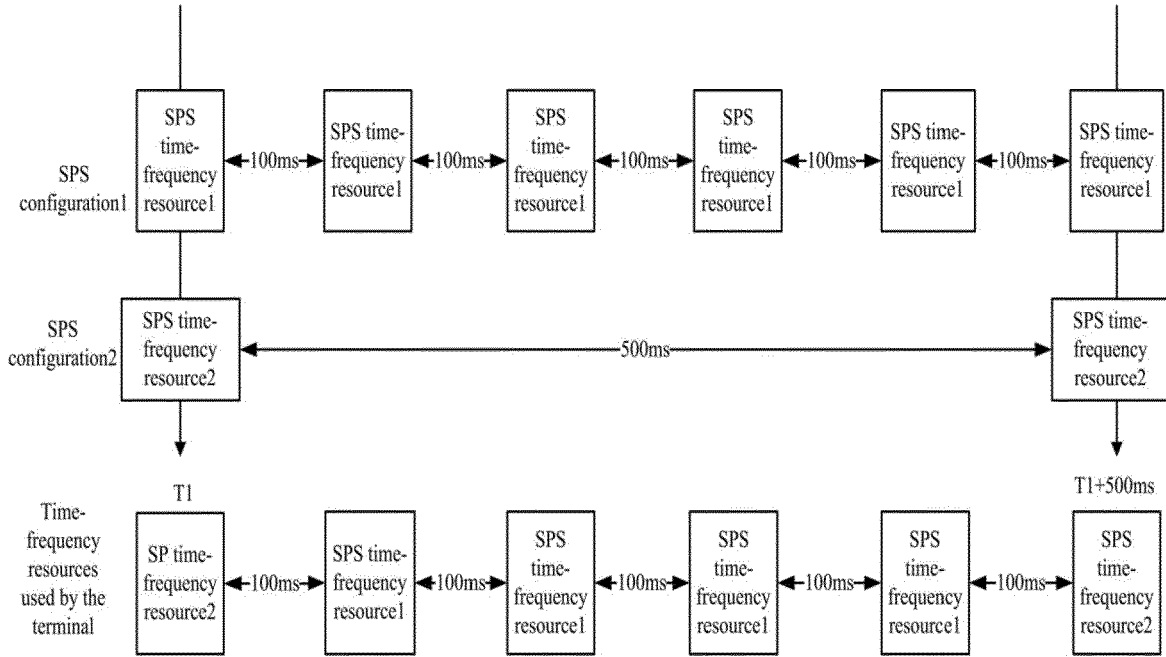 SPS
configuration1
SPS
time-
frequency
resource1
100ms
SPS time-
frequency
resource1
100ms
SPS
time-
frequency
resource1
100ms
SPS
time-
frequency
resource1
100ms
SPS time-
frequency
resource1
100ms
SPS
time-
frequency
resource1
SPS
configuration2
SPS time-
frequency
resource2
500ms
SPS
time-
frequency
resource2
T1
T1+500ms
Time-
frequency
resources
used by the
terminal
SP time-
frequency
resource2
100ms
SPS time-
frequency
resource1
100ms
SPS
time-
frequency
resource1
100ms
SPS
time-
frequency
resource1
100ms
SPS
time-
frequency
resource1
100ms
SPS
time-
frequency
resource2